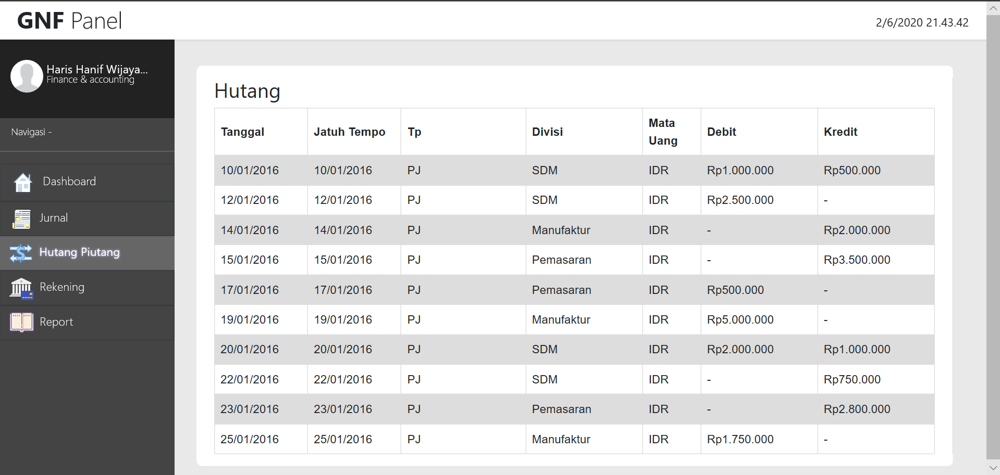 GNF Panel
2/6/2020 21.43.42
Haris Hanif Wijaya...
Finance & accounting
Navigasi -
Dashboard
Jurnal
Hutang Piutang
Rekening
Report
Hutang
Tanggal Jatuh Tempo Tp Divisi Mata Uang Debit Kredit
10/01/2016 10/01/2016 PJ SDM IDR Rp1.000.000 Rp500.000
12/01/2016 12/01/2016 PJ SDM IDR Rp2.500.000 -
14/01/2016 14/01/2016 PJ Manufaktur IDR - Rp2.000.000
15/01/2016 15/01/2016 PJ Pemasaran IDR - Rp3.500.000
17/01/2016 17/01/2016 PJ Pemasaran IDR Rp500.000 -
19/01/2016 19/01/2016 PJ Manufaktur IDR Rp5.000.000 -
20/01/2016 20/01/2016 PJ SDM IDR Rp2.000.000 Rp1.000.000
22/01/2016 22/01/2016 PJ SDM IDR - Rp750.000
23/01/2016 23/01/2016 PJ Pemasaran IDR - Rp2.800.000
25/01/2016 25/01/2016 PJ Manufaktur IDR Rp1.750.000 -